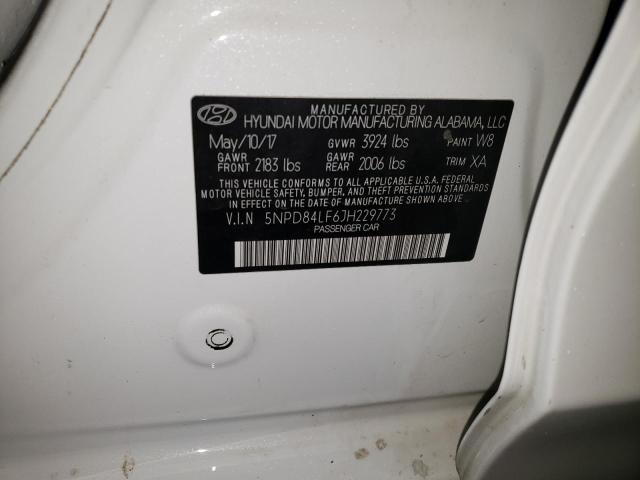 MANUFACTURED BY
HYUNDAI MOTOR MANUFACTURING ALABAMA, LLC
May/10/17 GVWR 3924 lbs PAINT W8
GAWR FRONT 2183 lbs GAWR REAR 2006 lbs TRIM XA
THIS VEHICLE CONFORMS TO ALL APPLICABLE U.S.A. FEDERAL
MOTOR VEHICLE SAFETY, BUMPER, AND THEFT PREVENTION STANDARDS
IN EFFECT ON THE DATE OF MANUFACTURE SHOWN ABOVE.
V.I.N 5NPD84LF6JH229773
PASSENGER CAR